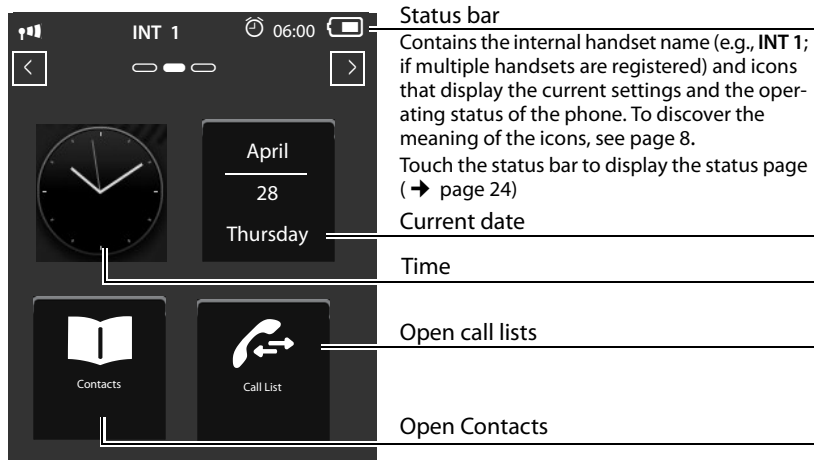 INT 1
06:00
April
28
Thursday
Contacts
Call List
Status bar
Contains the internal handset name (e.g., INT 1;
if multiple handsets are registered) and icons
that display the current settings and the oper-
ating status of the phone. To discover the
meaning of the icons, see page 8.
Touch the status bar to display the status page
( ➔ page 24)
Current date
Time
Open call lists
Open Contacts